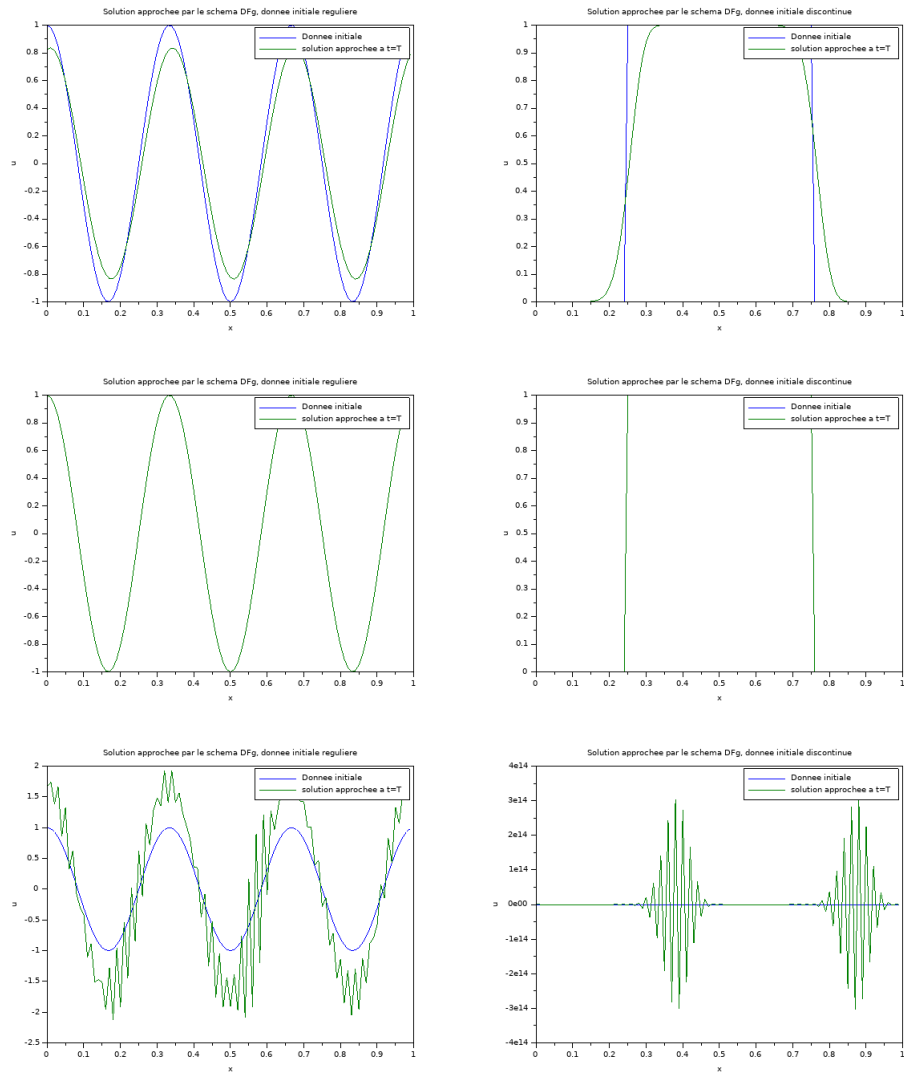 Solution approchee par le schema DFg, donnee initiale reguliere
Donnee initiale
solution approchee a t=T
1
0.8
0.6
0.4
0.2
0
-0.2
-0.4
-0.6
-0.8
-1
u
0 0.1 0.2 0.3 0.4 0.5 0.6 0.7 0.8 0.9 1
x
Solution approchee par le schema DFg, donnee initiale discontinue
Donnee initiale
solution approchee a t=T
1
0.9
0.8
0.7
0.6
0.5
0.4
0.3
0.2
0.1
0
u
0 0.1 0.2 0.3 0.4 0.5 0.6 0.7 0.8 0.9 1
x
Solution approchee par le schema DFg, donnee initiale reguliere
Donnee initiale
solution approchee a t=T
1
0.8
0.6
0.4
0.2
0
-0.2
-0.4
-0.6
-0.8
-1
u
0 0.1 0.2 0.3 0.4 0.5 0.6 0.7 0.8 0.9 1
x
Solution approchee par le schema DFg, donnee initiale discontinue
Donnee initiale
solution approchee a t=T
1
0.9
0.8
0.7
0.6
0.5
0.4
0.3
0.2
0.1
0
u
0 0.1 0.2 0.3 0.4 0.5 0.6 0.7 0.8 0.9 1
x
Solution approchee par le schema DFg, donnee initiale reguliere
Donnee initiale
solution approchee a t=T
2
1.5
1
0.5
0
-0.5
-1
-1.5
-2
-2.5
u
0 0.1 0.2 0.3 0.4 0.5 0.6 0.7 0.8 0.9 1
x
Solution approchee par le schema DFg, donnee initiale discontinue
Donnee initiale
solution approchee a t=T
4e14
3e14
2e14
1e14
0e00
-1e14
-2e14
-3e14
-4e14
u
0 0.1 0.2 0.3 0.4 0.5 0.6 0.7 0.8 0.9 1
x